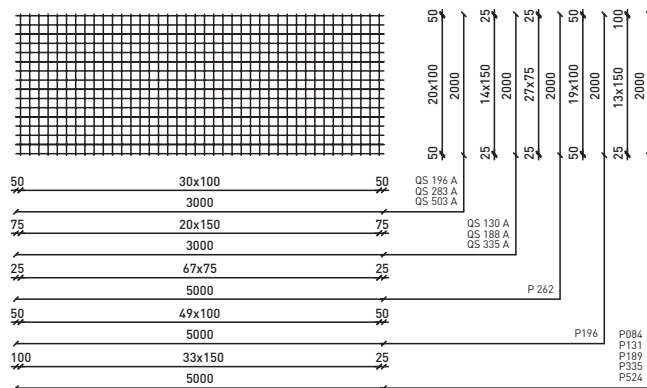 50 25 25 50 100
20x100 2000 14x150 2000 27x75 2000 19x100 2000 13x150 2000
50 25 25 50 25
50 30x100 50
QS 196 A
QS 283 A
QS 503 A
3000
75 20x150 75
QS 130 A
QS 188 A
QS 335 A
3000
25 67x75 25
5000
P 262
50 49x100 50
5000
P196
100 33x150 25
P084
P131
P189
P335
P524
5000